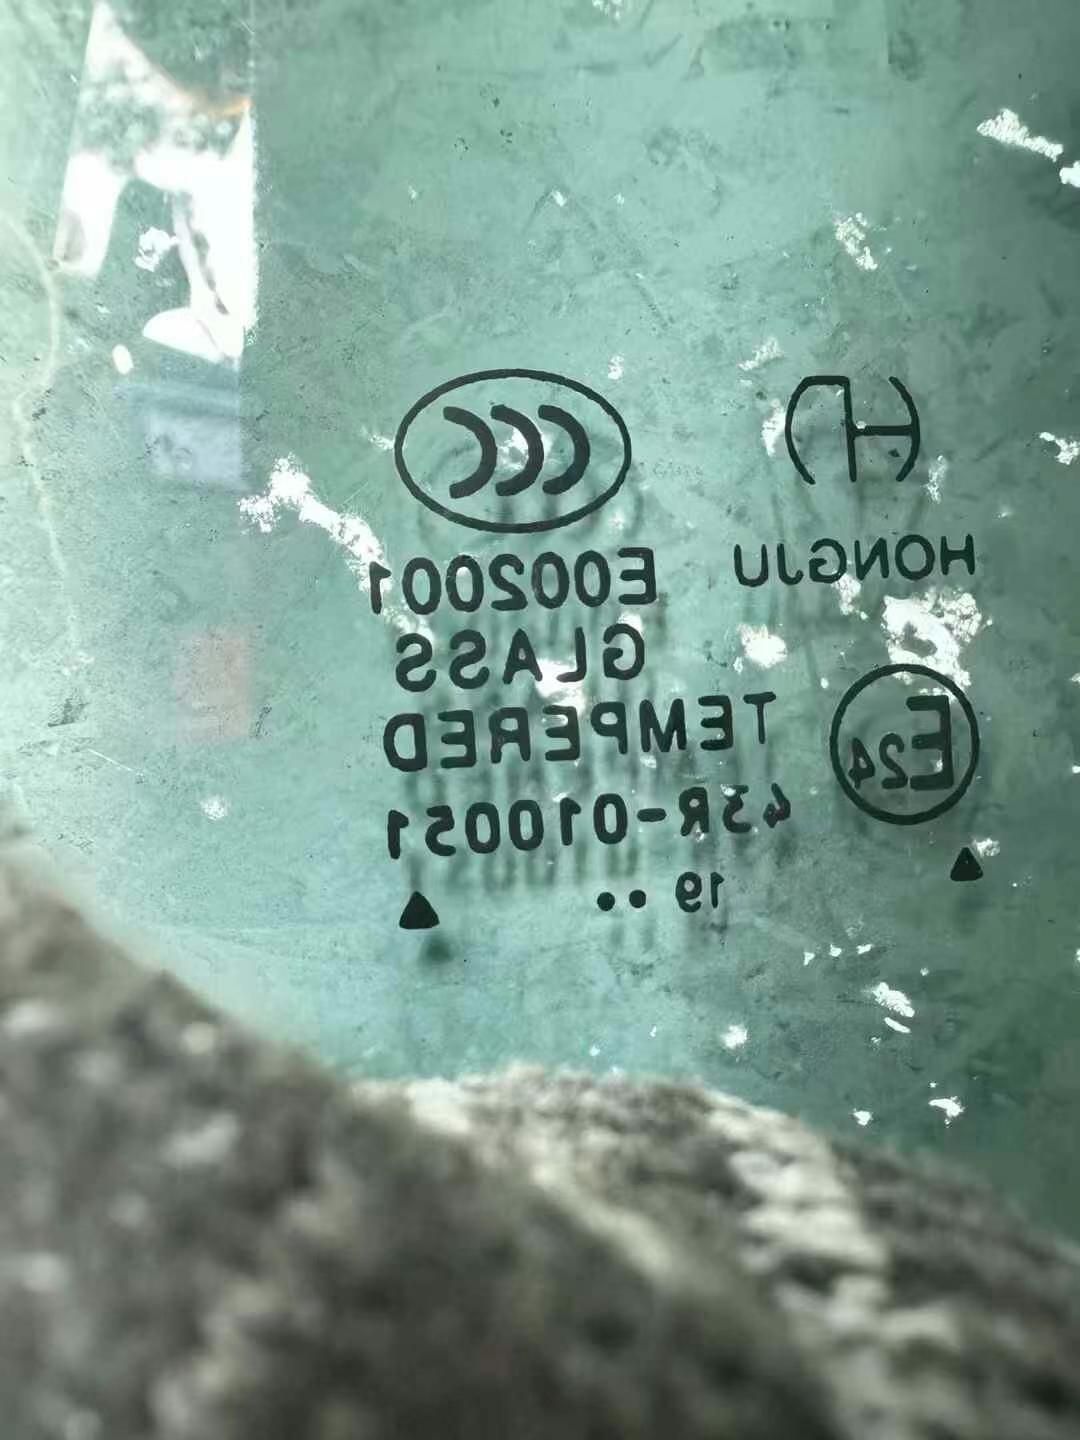 CCC
HONGJU
E002001
GLASS
E24
TEMPERED
43R-010051
19 ••